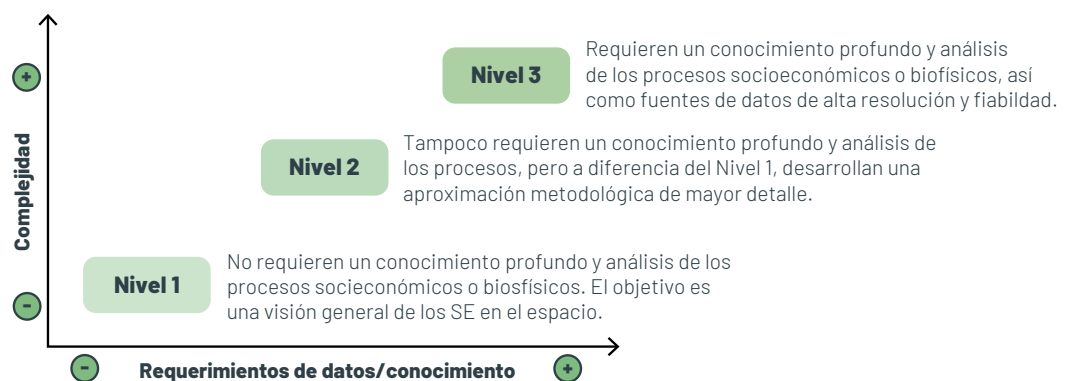 +
Nivel 3
Requieren un conocimiento profundo y análisis
de los procesos socioeconómicos o biofísicos, así
como fuentes de datos de alta resolución y fiabildad.
Complejidad
Nivel 2
Tampoco requieren un conocimiento profundo y análisis de
los procesos, pero a diferencia del Nivel 1, desarrollan una
aproximación metodológica de mayor detalle.
Nivel 1
No requieren un conocimiento profundo y análisis de los
procesos socieconómicos o biosfísicos. El objetivo es
una visión general de los SE en el espacio.
-
-
Requerimientos de datos/conocimiento
+